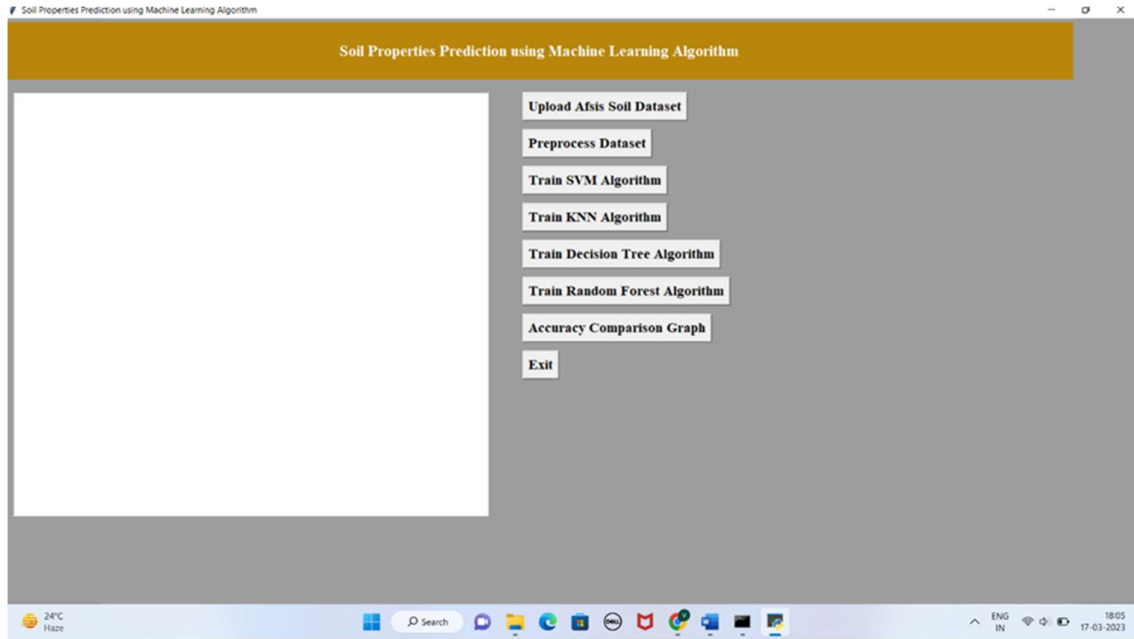 Soil Properties Prediction using Machine Learning Algorithm
Soil Properties Prediction using Machine Learning Algorithm
Upload Afsis Soil Dataset
Preprocess Dataset
Train SVM Algorithm
Train KNN Algorithm
Train Decision Tree Algorithm
Train Random Forest Algorithm
Accuracy Comparison Graph
Exit
24°C
Haze
Search
DELL
ENG
IN
18:05
17-03-2023